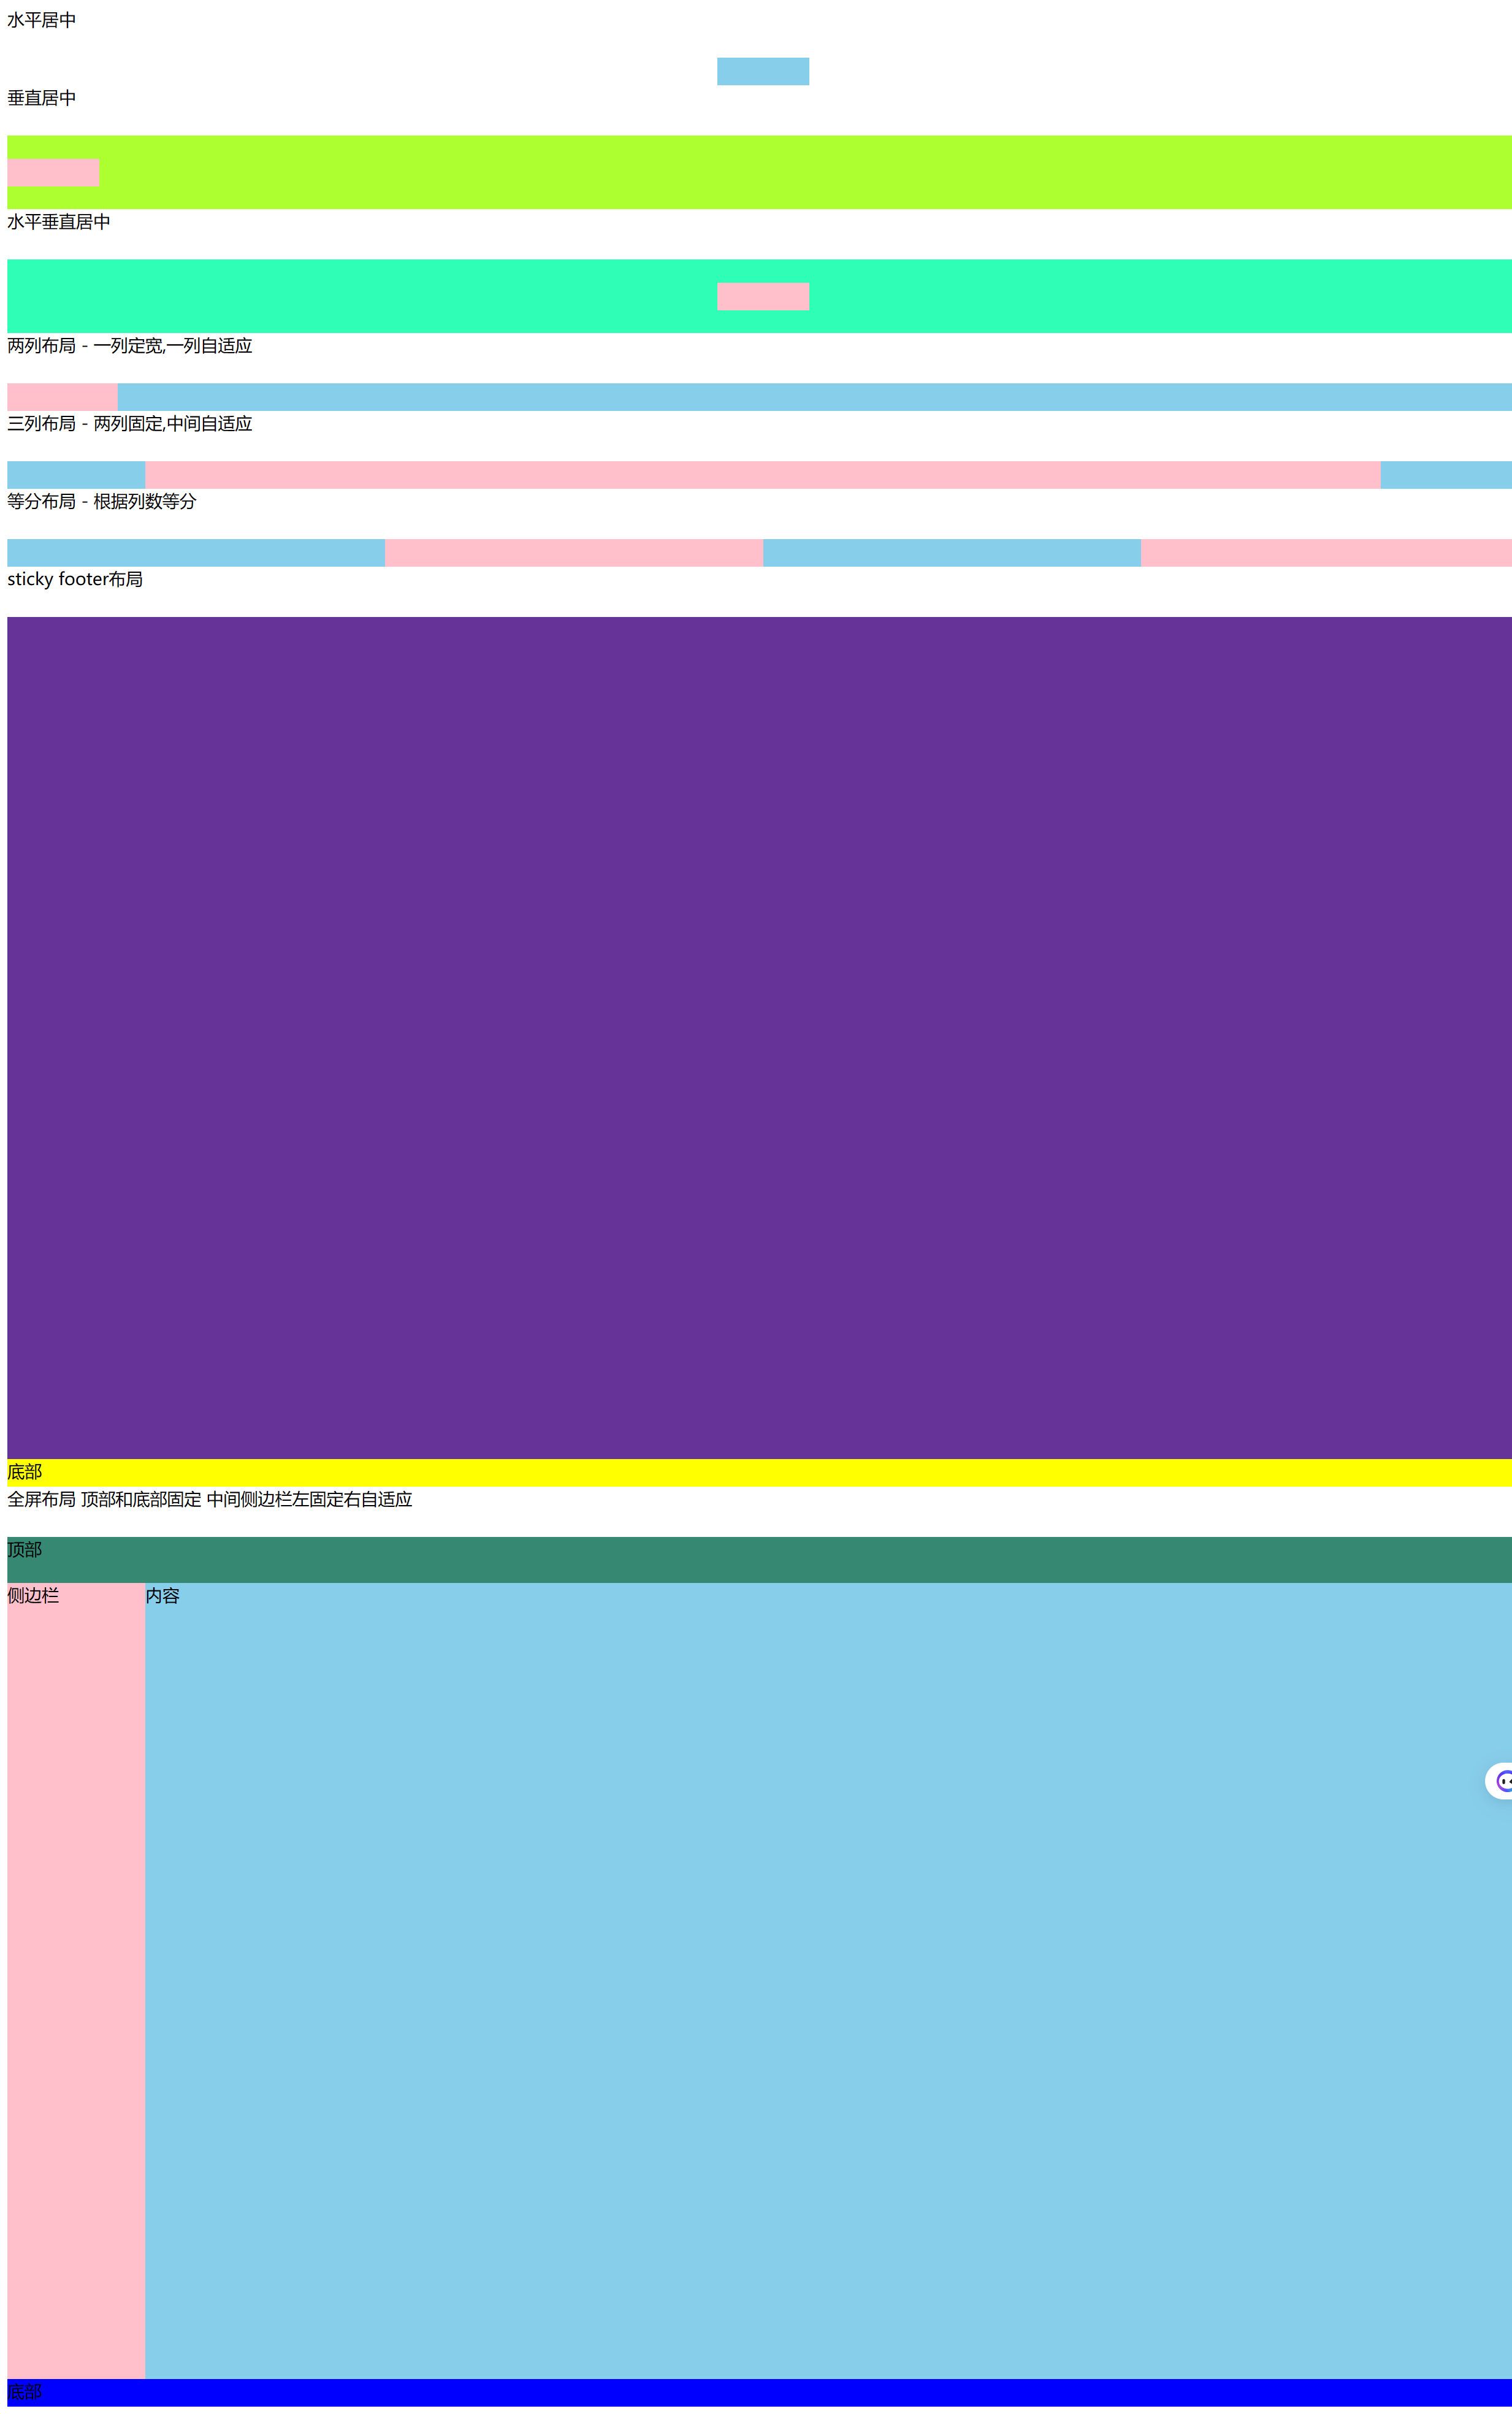 水平居中
垂直居中
水平垂直居中
两列布局 - 一列定宽,一列自适应
三列布局 - 两列固定,中间自适应
等分布局 - 根据列数等分
sticky footer布局
底部
全屏布局 顶部和底部固定 中间侧边栏左固定右自适应
顶部
侧边栏
内容
底部